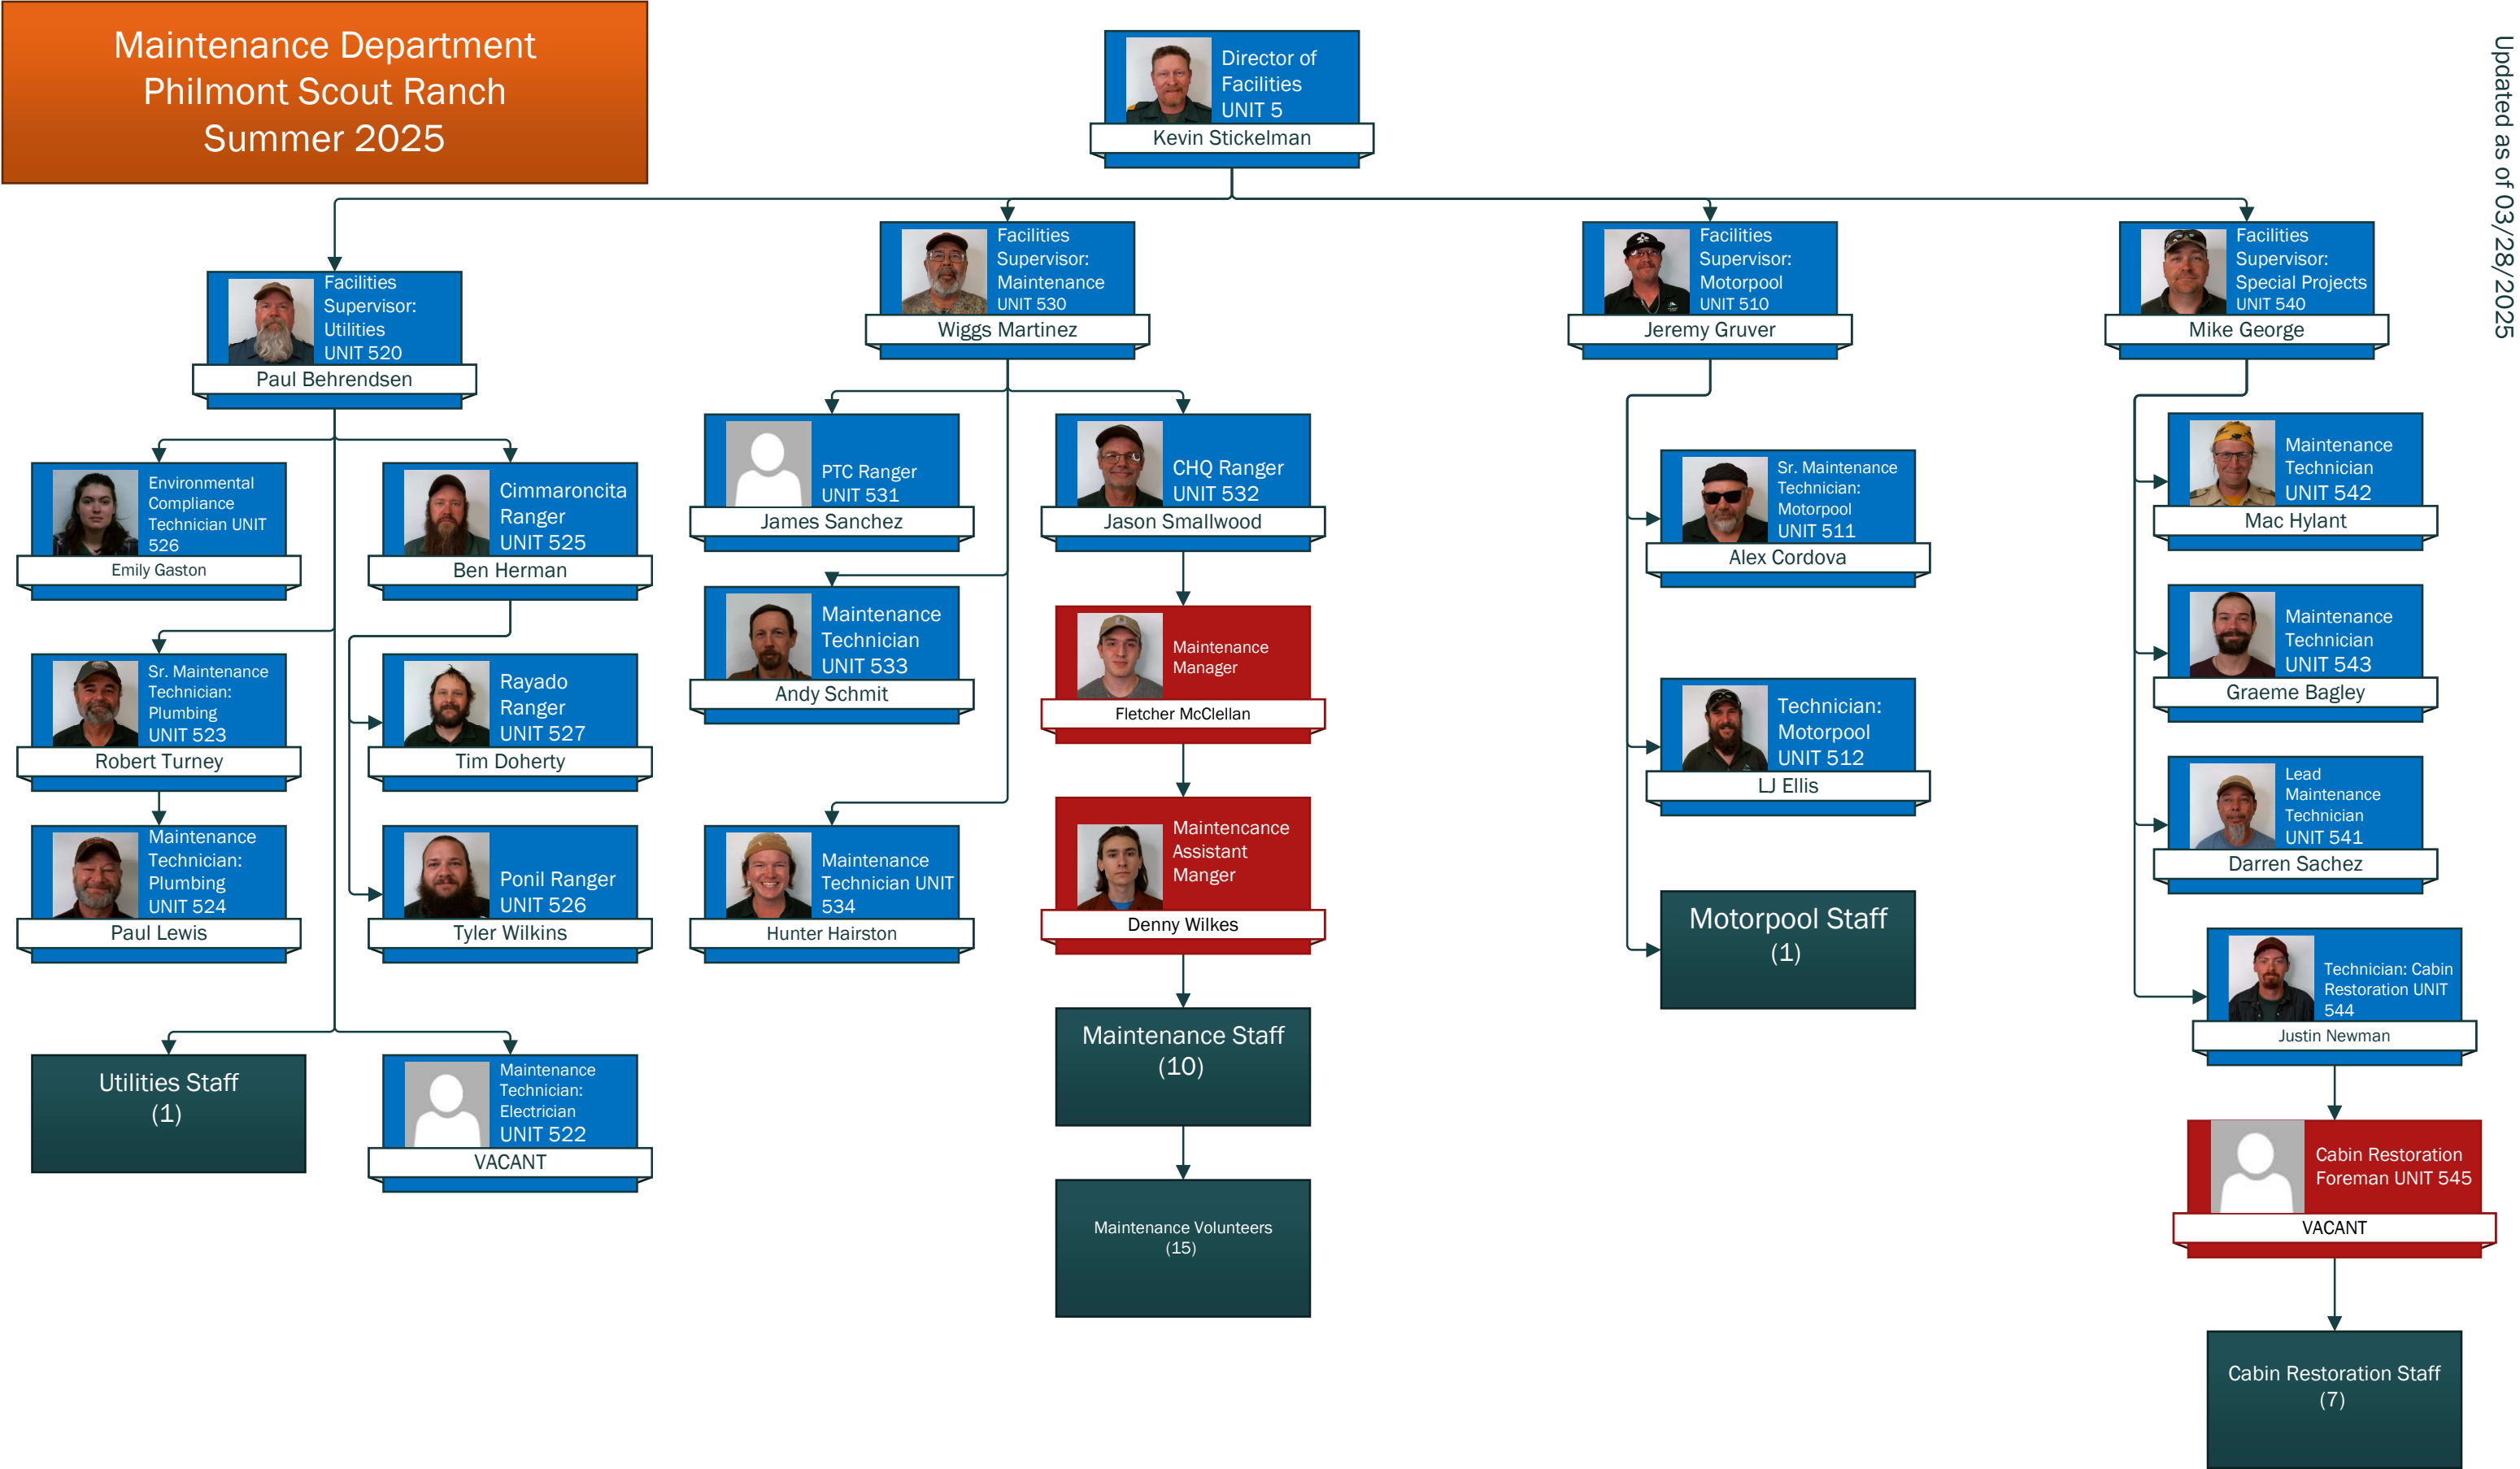 Maintenance Department
Philmont Scout Ranch
Summer 2025
Updated as of 03/28/2025
Director of
Facilities
UNIT 5
Kevin Stickelman
Facilities
Supervisor:
Utilities
UNIT 520
Paul Behrendsen
Facilities
Supervisor:
Maintenance
UNIT 530
Wiggs Martinez
Facilities
Supervisor:
Motorpool
UNIT 510
Jeremy Gruver
Facilities
Supervisor:
Special Projects
UNIT 540
Mike George
Environmental
Compliance
Technician UNIT
526
Emily Gaston
Cimmaroncita
Ranger
UNIT 525
Ben Herman
Sr. Maintenance
Technician:
Plumbing
UNIT 523
Robert Turney
Rayado
Ranger
UNIT 527
Tim Doherty
Maintenance
Technician:
Plumbing
UNIT 524
Paul Lewis
Ponil Ranger
UNIT 526
Tyler Wilkins
Utilities Staff
(1)
Maintenance
Technician:
Electrician
UNIT 522
VACANT
PTC Ranger
UNIT 531
James Sanchez
CHQ Ranger
UNIT 532
Jason Smallwood
Maintenance
Technician
UNIT 533
Andy Schmit
Maintenance
Manager
Fletcher McClellan
Maintenance
Technician UNIT
534
Hunter Hairston
Maintencance
Assistant
Manger
Denny Wilkes
Maintenance Staff
(10)
Maintenance Volunteers
(15)
Sr. Maintenance
Technician:
Motorpool
UNIT 511
Alex Cordova
Technician:
Motorpool
UNIT 512
LJ Ellis
Motorpool Staff
(1)
Maintenance
Technician
UNIT 542
Mac Hylant
Maintenance
Technician
UNIT 543
Graeme Bagley
Lead
Maintenance
Technician
UNIT 541
Darren Sachez
Technician: Cabin
Restoration UNIT
544
Justin Newman
Cabin Restoration
Foreman UNIT 545
VACANT
Cabin Restoration Staff
(7)